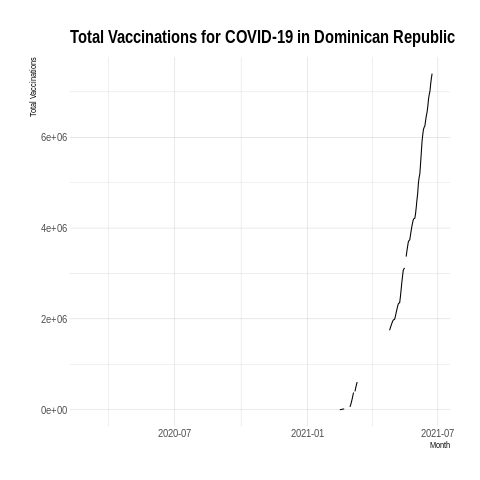 Total Vaccinations for COVID-19 in Dominican Republic
Total Vaccinations
6e+06
4e+06
2e+06
0e+00
2020-07
2021-01
2021-07
Month